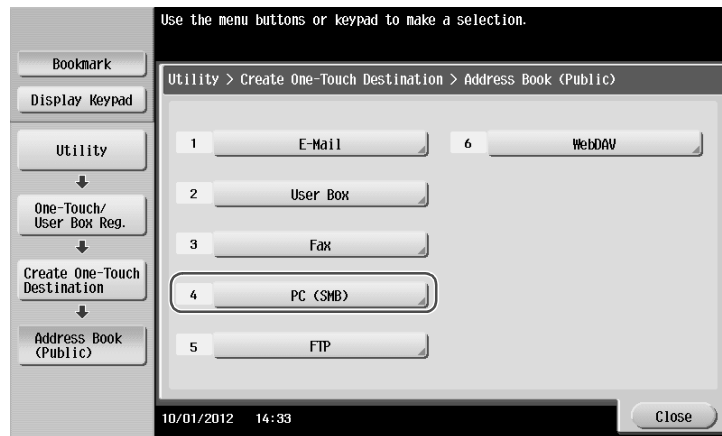 Use the menu buttons or keypad to make a selection.
Bookmark
Display Keypad
Utility
One-Touch/
User Box Reg.
Create One-Touch
Destination
Address Book
(Public)
Utility > Create One-Touch Destination > Address Book (Public)
1 E-Mail
2 User Box
3 Fax
4 PC (SMB)
5 FTP
6 WebDAV
10/01/2012 14:33
Close